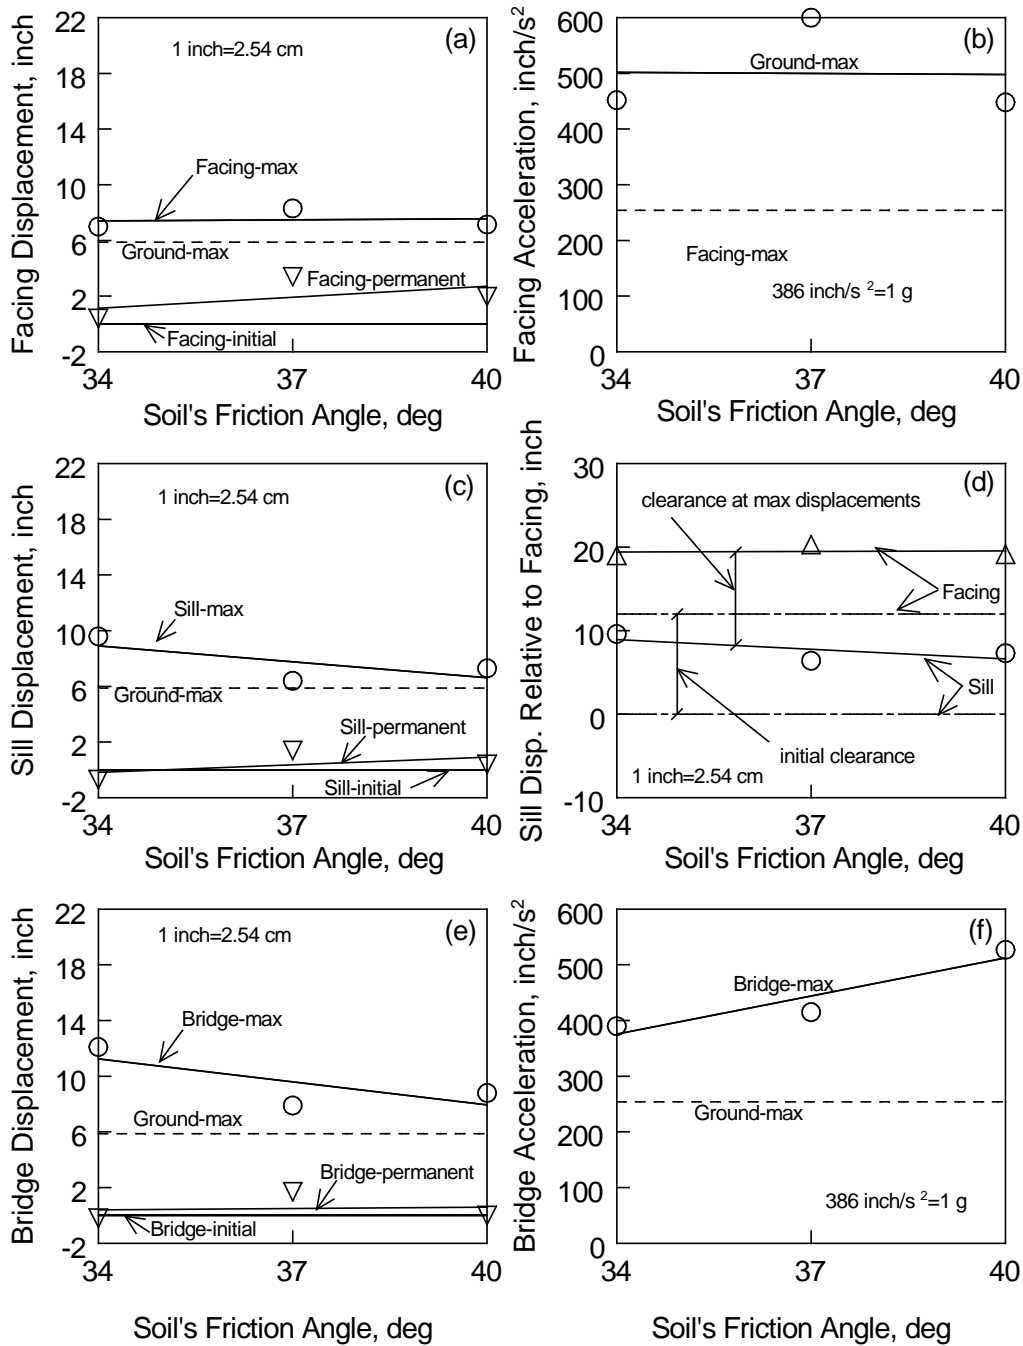 Facing Displacement, inch
22
18
14
10
6
2
-2
(a)
1 inch=2.54 cm
Facing-max
Ground-max
Facing-permanent
Facing-initial
34
37
40
Soil's Friction Angle, deg
Facing Acceleration, inch/s²
600
500
400
300
200
100
0
(b)
Ground-max
Facing-max
386 inch/s ²=1 g
34
37
40
Soil's Friction Angle, deg
Sill Displacement, inch
22
18
14
10
6
2
-2
(c)
1 inch=2.54 cm
Sill-max
Ground-max
Sill-permanent
Sill-initial
34
37
40
Soil's Friction Angle, deg
Sill Disp. Relative to Facing, inch
30
20
10
0
-10
(d)
clearance at max displacements
Facing
Sill
initial clearance
1 inch=2.54 cm
34
37
40
Soil's Friction Angle, deg
Bridge Displacement, inch
22
18
14
10
6
2
-2
(e)
1 inch=2.54 cm
Bridge-max
Ground-max
Bridge-permanent
Bridge-initial
34
37
40
Soil's Friction Angle, deg
Bridge Acceleration, inch/s²
600
500
400
300
200
100
0
(f)
Bridge-max
Ground-max
386 inch/s ²=1 g
34
37
40
Soil's Friction Angle, deg